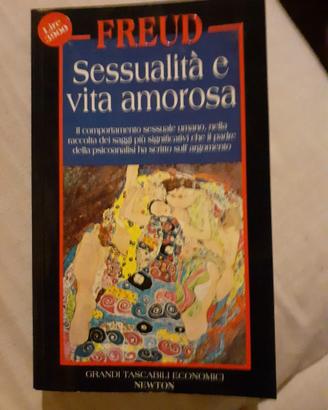 Lire
3900
FREUD
Sessualità e
vita amorosa
Il comportamento sessuale umano, nella
raccolta dei saggi più significativi che il padre
della psicoanalisi ha scritto sull'argomento
GRANDI TASCABILI ECONOMICI
NEWTON